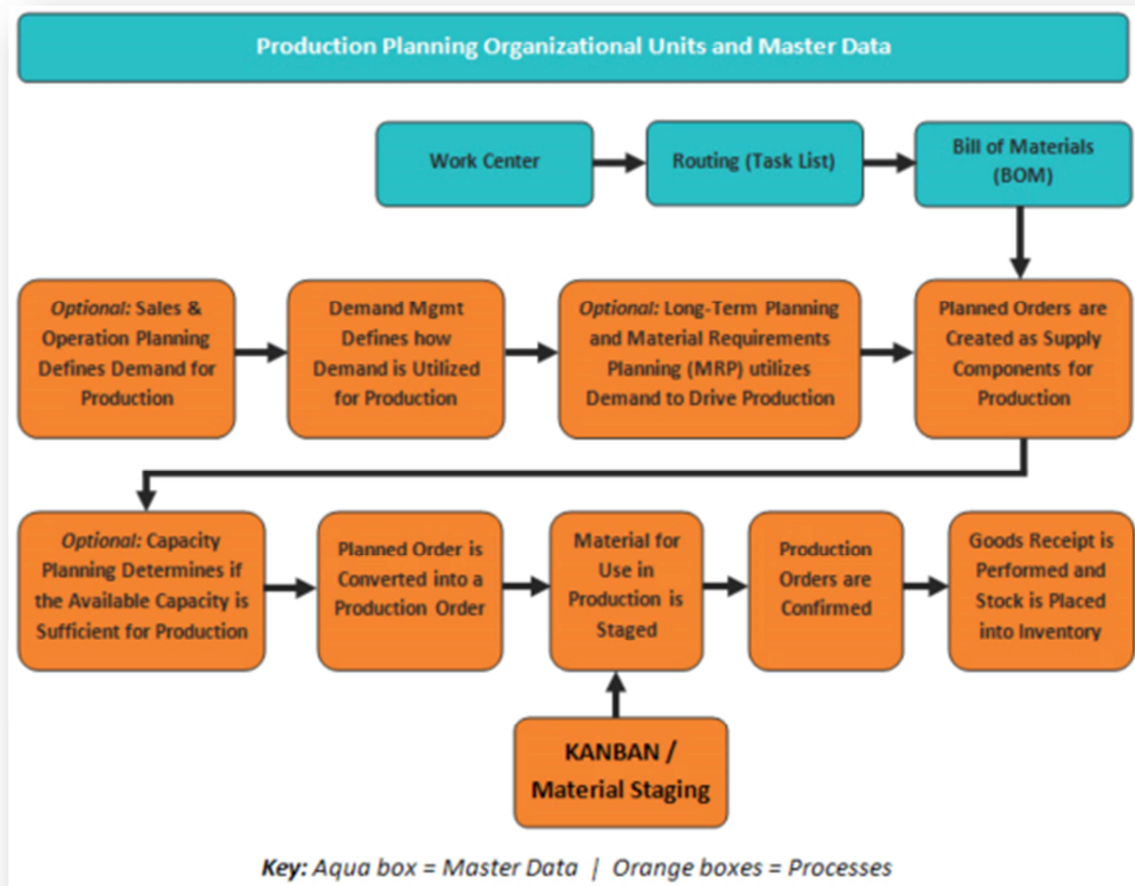 Production Planning Organizational Units and Master Data
Work Center
Routing (Task List)
Bill of Materials
(BOM)
Optional: Sales &
Operation Planning
Defines Demand for
Production
Demand Mgmt
Defines how
Demand is Utilized
for Production
Optional: Long-Term Planning
and Material Requirements
Planning (MRP) utilizes
Demand to Drive Production
Planned Orders are
Created as Supply
Components for
Production
Optional: Capacity
Planning Determines if
the Available Capacity is
Sufficient for Production
Planned Order is
Converted into a
Production Order
Material for
Use in
Production is
Staged
Production
Orders are
Confirmed
Goods Receipt is
Performed and
Stock is Placed
into Inventory
KANBAN /
Material Staging
Key: Aqua box = Master Data | Orange boxes = Processes